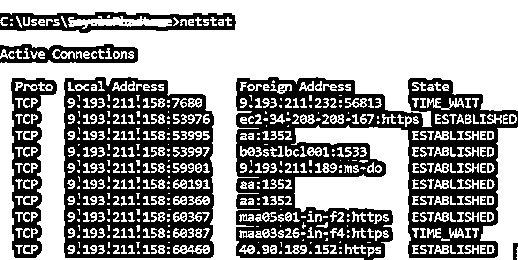 C:\Users\>netstat
Active Connections
Proto Local Address Foreign Address State
TCP 9.193.211.158:7680 9.193.211.232:56813 TIME_WAIT
TCP 9.193.211.158:53976 ec2-34-208-208-167:https ESTABLISHED
TCP 9.193.211.158:53995 aa:1352 ESTABLISHED
TCP 9.193.211.158:53997 b03stlbcl001:1533 ESTABLISHED
TCP 9.193.211.158:59901 9.193.211.189:ms-do ESTABLISHED
TCP 9.193.211.158:60191 aa:1352 ESTABLISHED
TCP 9.193.211.158:60360 aa:1352 ESTABLISHED
TCP 9.193.211.158:60367 maa05s01-in-f2:https ESTABLISHED
TCP 9.193.211.158:60387 maa03s26-in-f4:https TIME_WAIT
TCP 9.193.211.158:60460 40.90.189.152:https ESTABLISHED